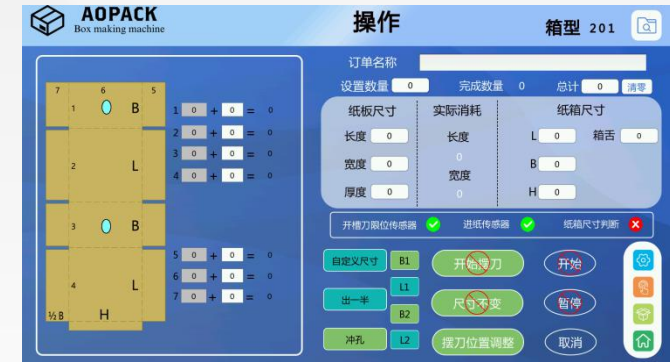 AOPACK
Box making machine
操作
箱型 201
7 6 5
1 B
2 L
3 B
4 L
½ B H
1 0 + 0 = 0
2 0 + 0 = 0
3 0 + 0 = 0
4 0 + 0 = 0
5 0 + 0 = 0
6 0 + 0 = 0
7 0 + 0 = 0
订单名称
设置数量 0 完成数量 0 总计 0 清零
纸板尺寸 实际消耗 纸箱尺寸
长度 0 长度 L 0 箱舌 0
宽度 0 0 B 0
宽度
厚度 0 0 H 0
开槽刀限位传感器 进纸传感器 纸箱尺寸判断
自定义尺寸 B1 开始摆刀 开始
L1
出一半 尺寸不变 暂停
B2
冲孔 L2 摆刀位置调整 取消